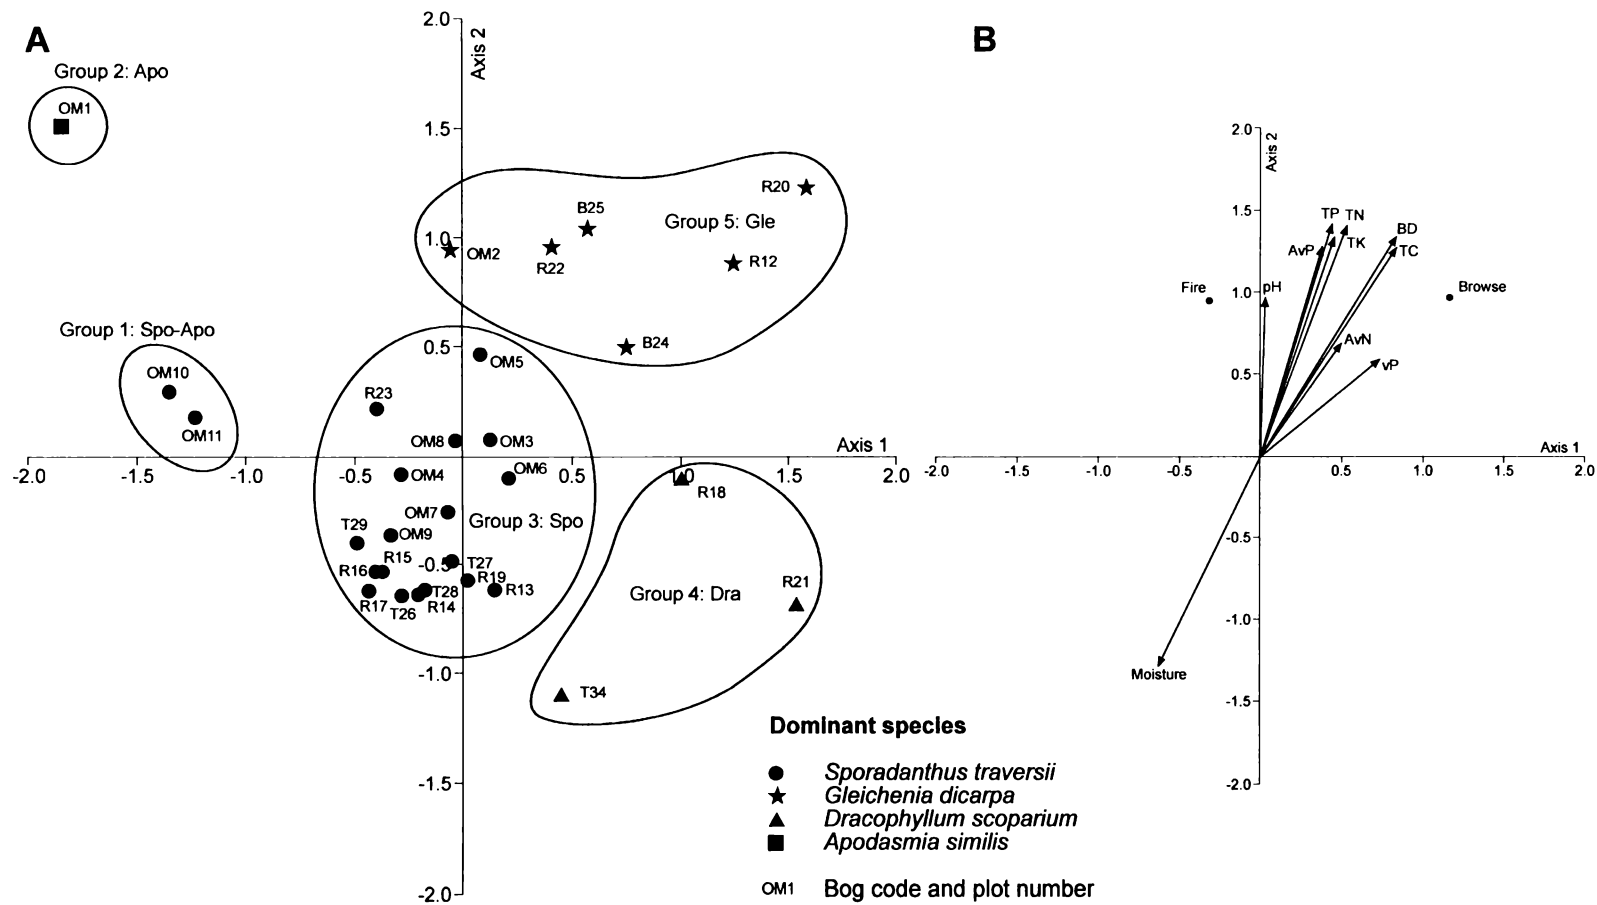 A
Group 2: Apo
OM1
2.0
Axis 2
1.5
R20
B25
Group 5: Gle
1.0
OM2
R22
R12
Group 1: Spo-Apo
0.5
B24
OM5
OM10
R23
OM11
OM8
OM3
Axis 1
-2.0
-1.5
-1.0
-0.5
0.5
1.0
1.5
2.0
OM4
OM6
R18
OM7
Group 3: Spo
T29
OM9
R15
R16
-0.5
T27
R19
R21
R17
T26
T28
R14
R13
Group 4: Dra
-1.0
T34
-1.5
-2.0
Dominant species
Sporadanthus traversii
Gleichenia dicarpa
Dracophyllum scoparium
Apodasmia similis
OM1 Bog code and plot number
B
2.0
Axis 2
1.5
TP TN
BD
AvP
TK
TC
Fire
1.0
pH
Browse
AvN
0.5
vP
Axis 1
-2.0
-1.5
-1.0
-0.5
0.5
1.0
1.5
2.0
-0.5
-1.0
Moisture
-1.5
-2.0